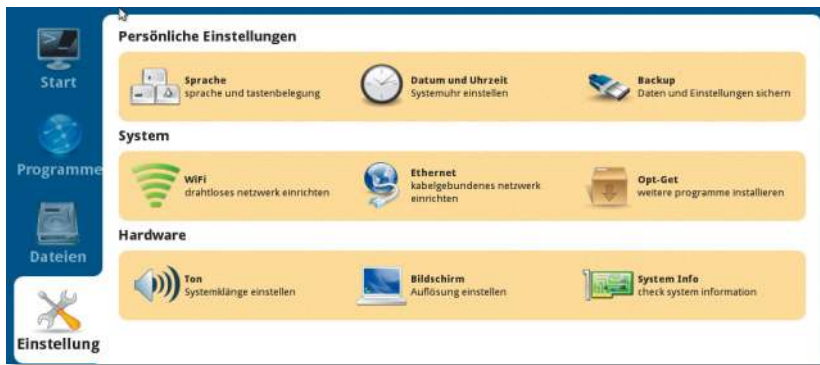 Start
Programme
Dateien
Einstellung
Persönliche Einstellungen
Sprache
sprache und tastenbelegung
Datum und Uhrzeit
Systemuhr einstellen
Backup
Daten und Einstellungen sichern
System
WiFi
drahtloses netzwerk einrichten
Ethernet
kabelgebundenes netzwerk
einrichten
Opt-Get
weitere programme installieren
Hardware
Ton
Systemklänge einstellen
Bildschirm
Auflösung einstellen
System Info
check system information